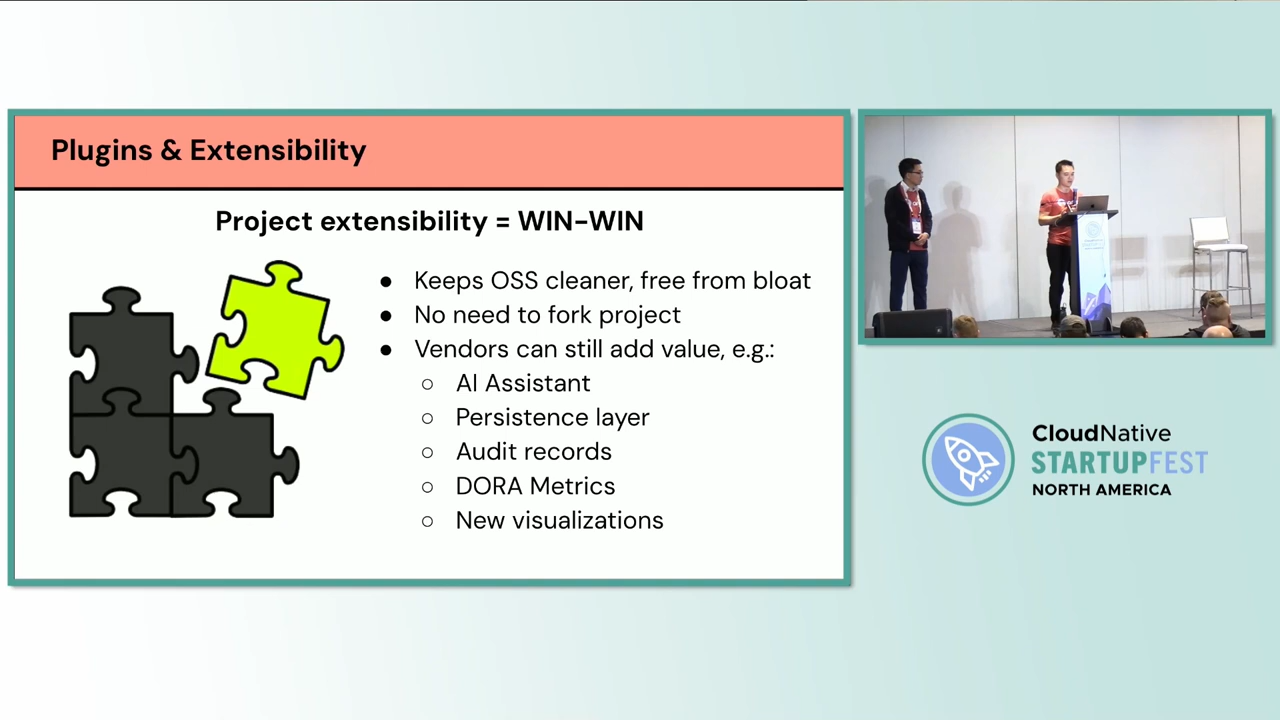 Plugins & Extensibility
Project extensibility = WIN-WIN
● Keeps OSS cleaner, free from bloat
● No need to fork project
● Vendors can still add value, e.g.:
○ AI Assistant
○ Persistence layer
○ Audit records
○ DORA Metrics
○ New visualizations
CloudNative
STARTUPFEST
NORTH AMERICA